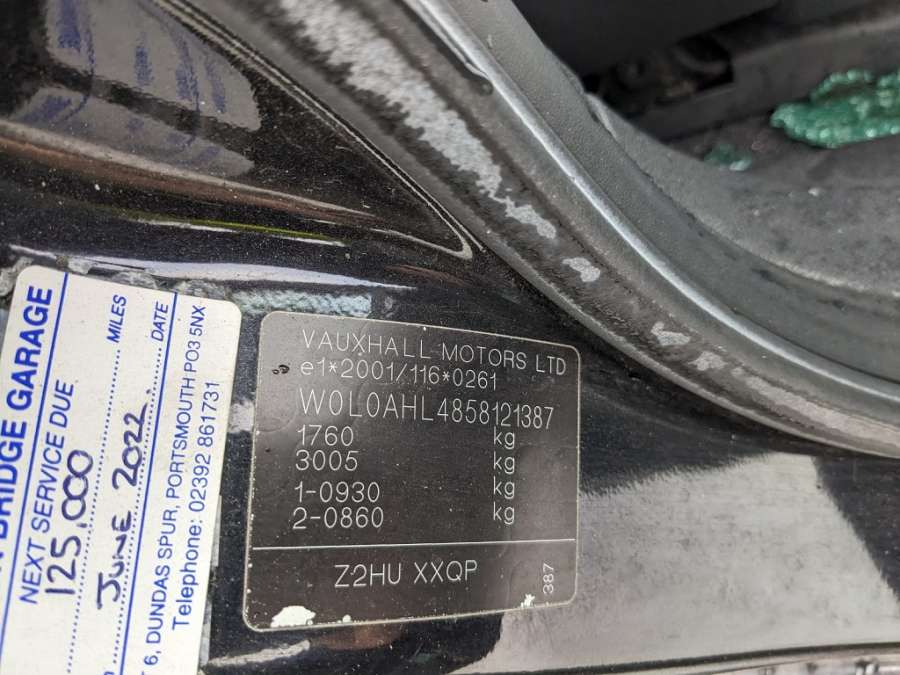 BRIDGE GARAGE
NEXT SERVICE DUE
125,000 MILES
JUNE 2022 DATE
6, DUNDAS SPUR, PORTSMOUTH PO3 5NX
Telephone: 02392 861731
VAUXHALL MOTORS LTD
e1*2001/116*0261
W0L0AHL4858121387
1760 kg
3005 kg
1-0930 kg
2-0860 kg
Z2HU XXQP
387